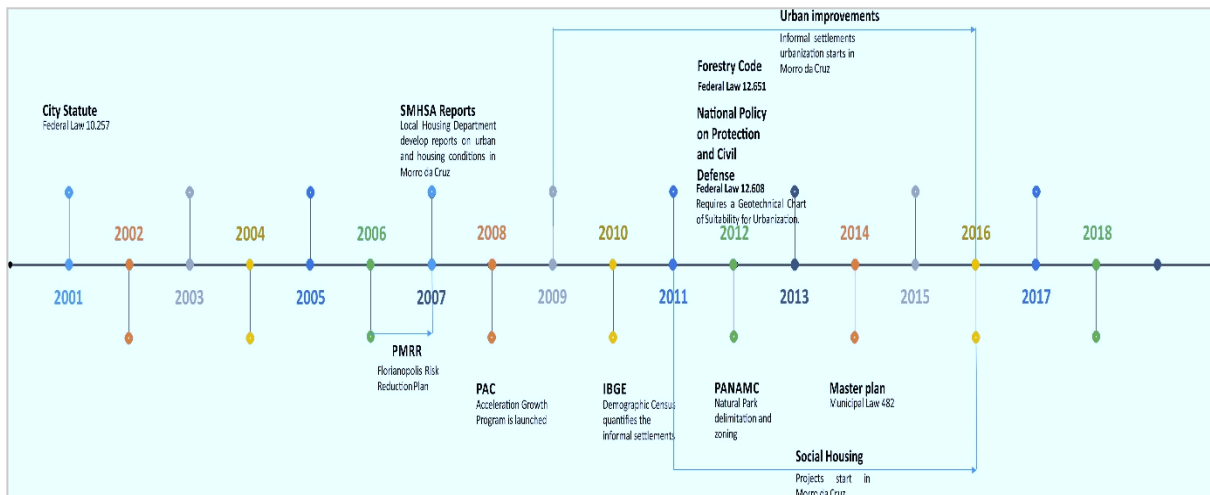 Urban improvements
Informal settlements
urbanization starts in
Morro da Cruz
Forestry Code
Federal Law 12.651
City Statute
Federal Law 10.257
SMHSA Reports
Local Housing Department
develop reports on urban
and housing conditions in
Morro da Cruz
National Policy
on Protection
and Civil
Defense
Federal Law 12.608
Requires a Geotechnical Chart
of Suitability for Urbanization.
2002
2004
2006
2008
2010
2012
2014
2016
2018
2001
2003
2005
2007
2009
2011
2013
2015
2017
PMRR
Florianopolis Risk
Reduction Plan
PAC
Acceleration Growth
Program is launched
IBGE
Demographic Census
quantifies the
informal settlements
PANAMC
Natural Park
delimitation and
zoning
Master plan
Municipal Law 482
Social Housing
Projects start in
Morro da Cruz